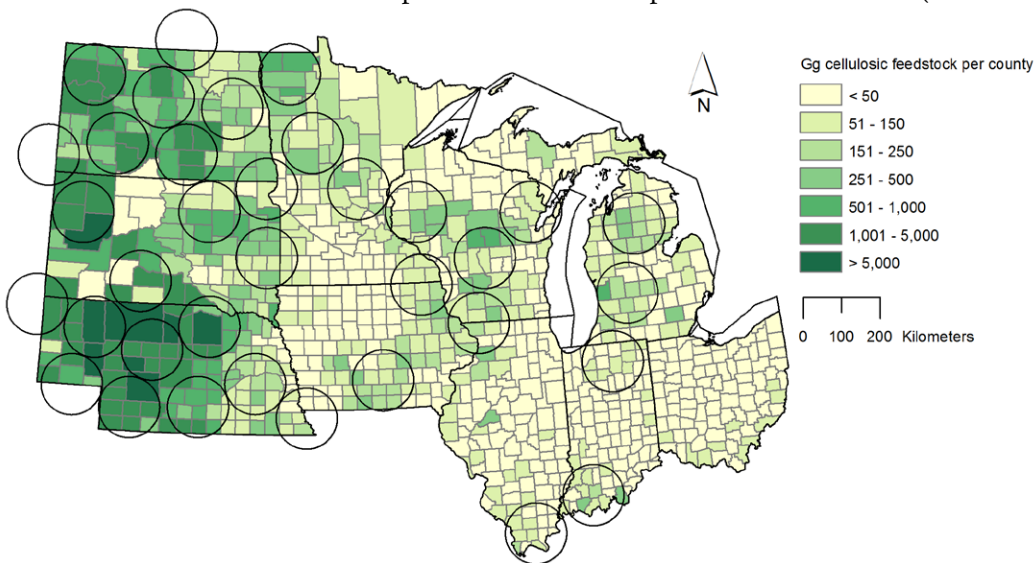 Gg cellulosic feedstock per county
< 50
51 - 150
151 - 250
251 - 500
501 - 1,000
1,001 - 5,000
> 5,000
N
0 100 200 Kilometers